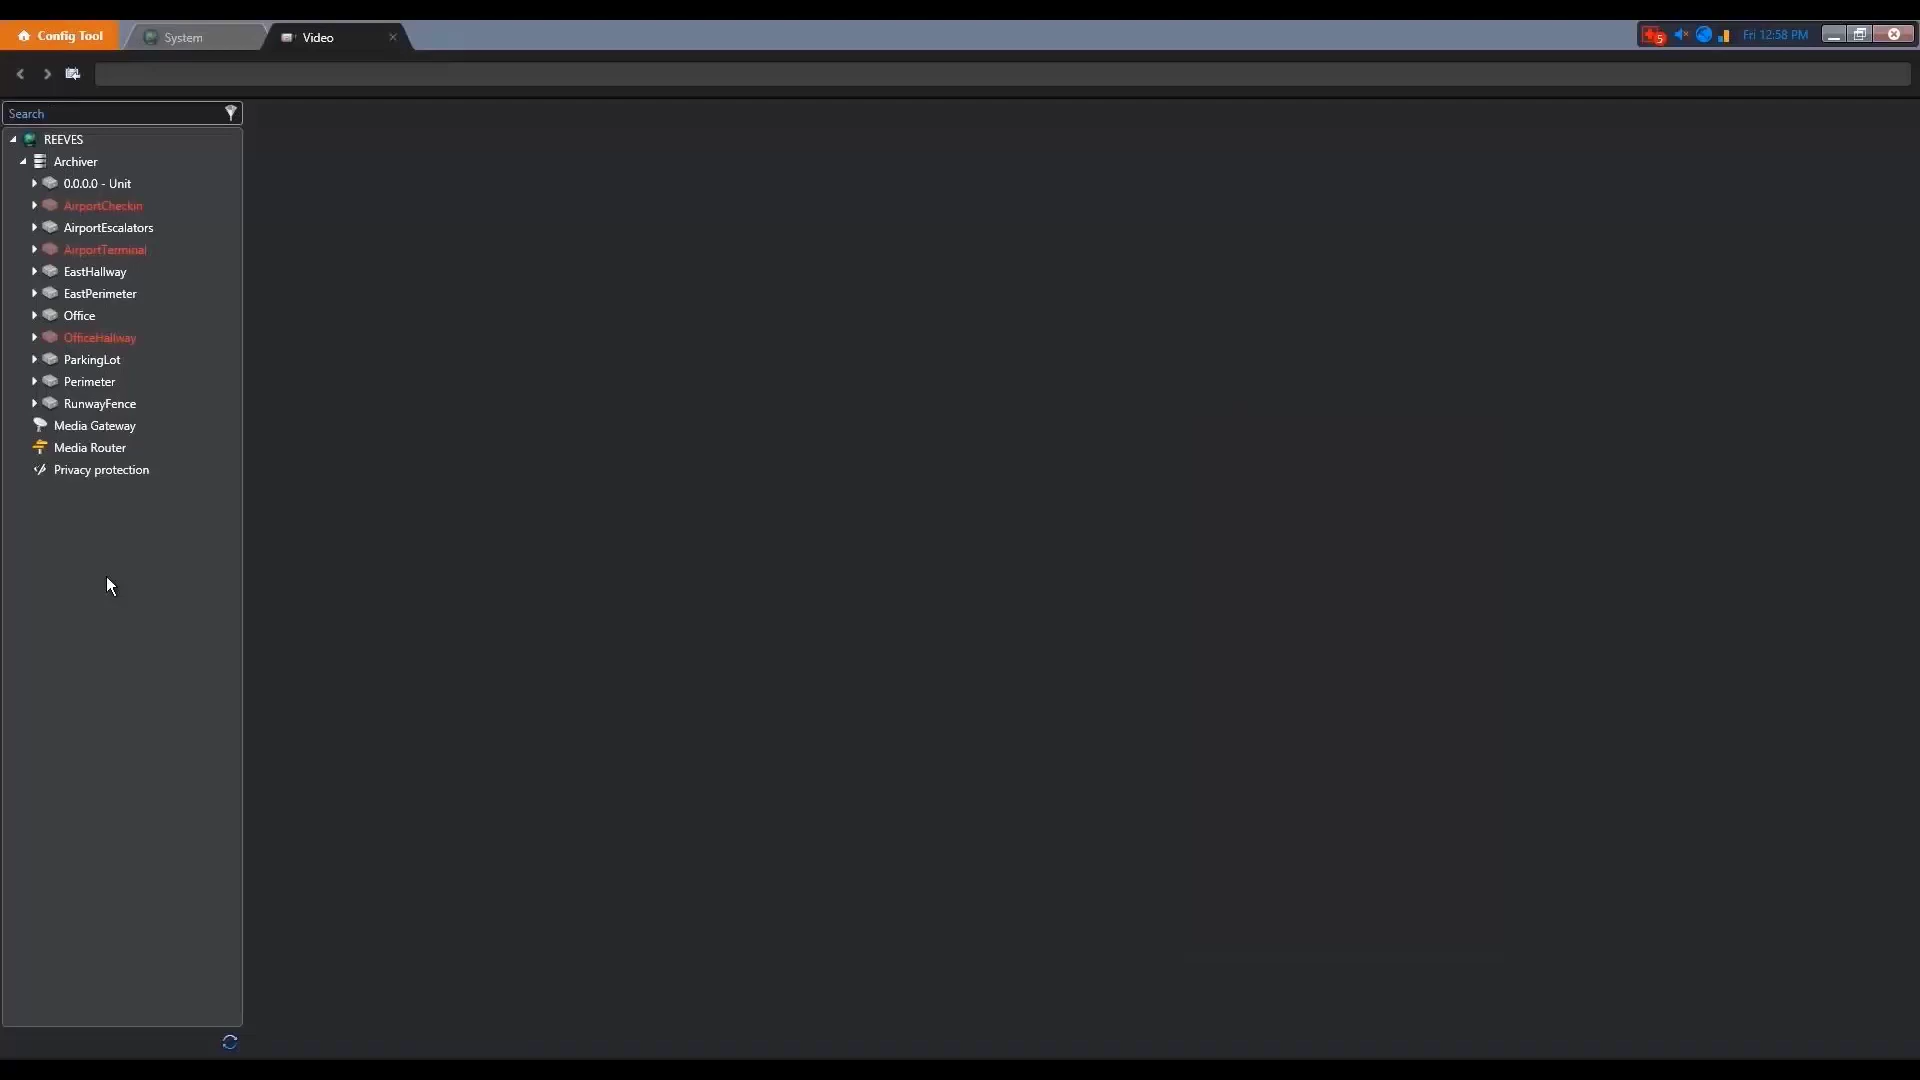 Config Tool
System
Video
5
Fri 12:58 PM
Search
REEVES
Archiver
0.0.0.0 - Unit
AirportCheckin
AirportEscalators
AirportTerminal
EastHallway
EastPerimeter
Office
OfficeHallway
ParkingLot
Perimeter
RunwayFence
Media Gateway
Media Router
Privacy protection